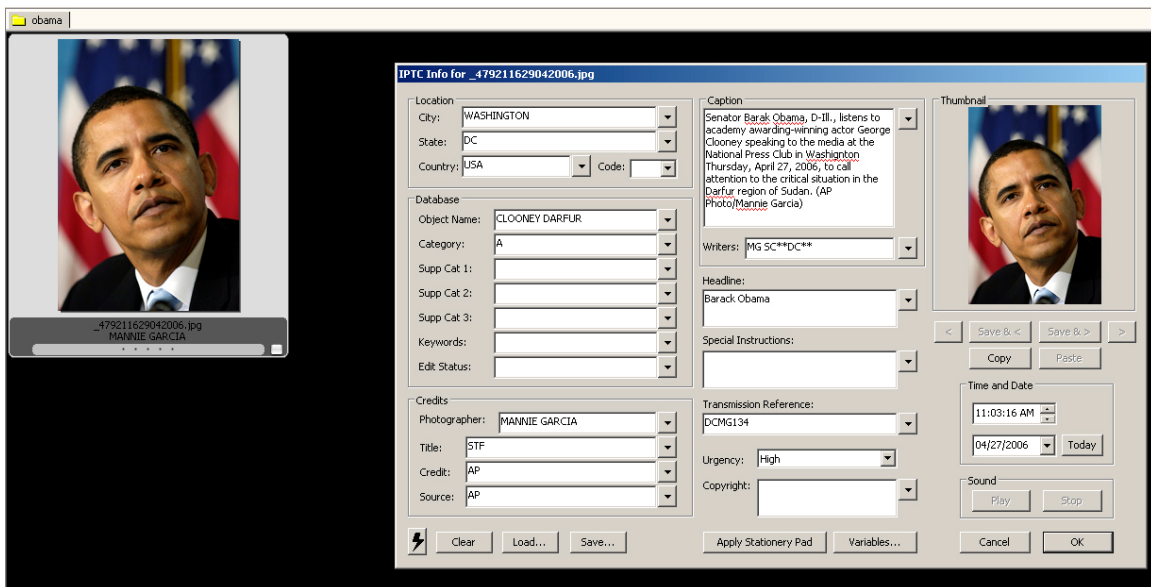 obama
_479211629042006.jpg
MANNIE GARCIA
IPTC Info for _479211629042006.jpg
Location
City: WASHINGTON
State: DC
Country: USA Code:
Database
Object Name: CLOONEY DARFUR
Category: A
Supp Cat 1:
Supp Cat 2:
Supp Cat 3:
Keywords:
Edit Status:
Credits
Photographer: MANNIE GARCIA
Title: STF
Credit: AP
Source: AP
Clear Load... Save...
Caption
Senator Barak Obama, D-Ill., listens to
academy awarding-winning actor George
Clooney speaking to the media at the
National Press Club in Washignton
Thursday, April 27, 2006, to call
attention to the critical situation in the
Darfur region of Sudan. (AP
Photo/Mannie Garcia)
Writers: MG SC**DC**
Headline:
Barack Obama
Special Instructions:
Transmission Reference:
DCMG134
Urgency: High
Copyright:
Apply Stationery Pad Variables...
Thumbnail
< Save & < Save & > >
Copy Paste
Time and Date
11:03:16 AM
04/27/2006 Today
Sound
Play Stop
Cancel OK